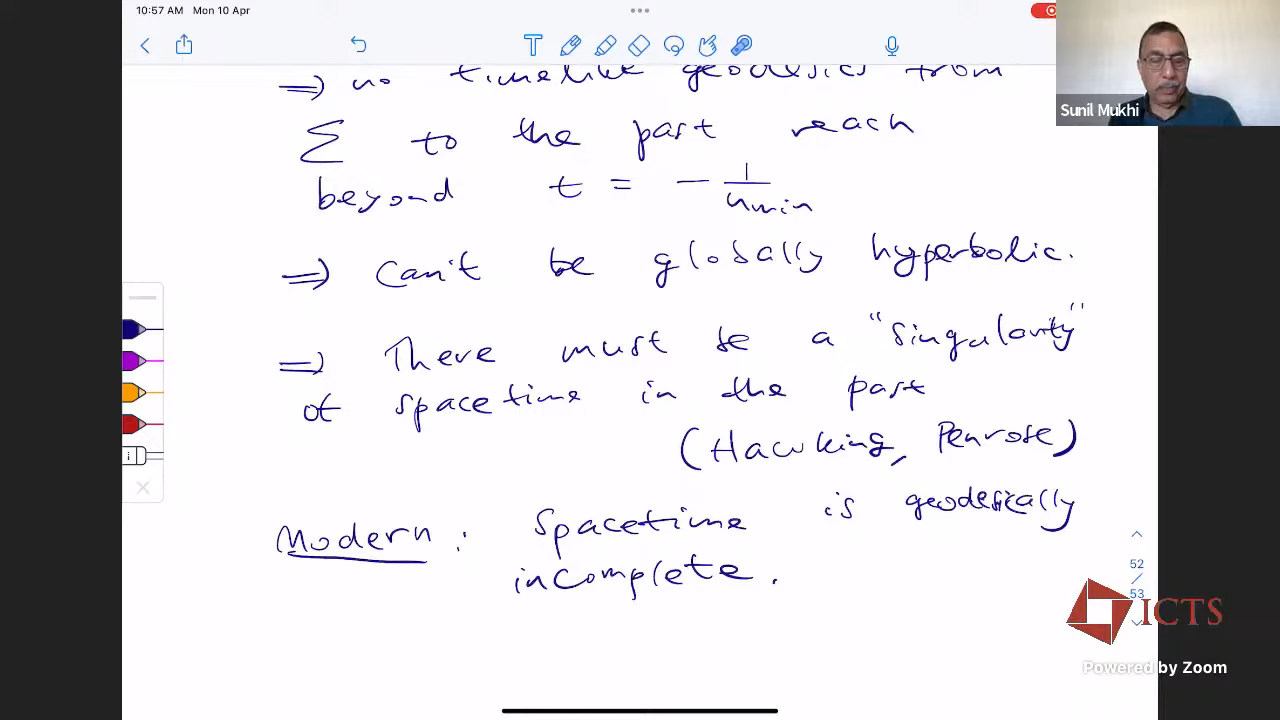 10:57 AM Mon 10 Apr
Sunil Mukhi
⇒ no timelike geodesics from
Σ to the past reach
beyond t = - 1/umin
⇒ Can't be globally hyperbolic.
⇒ There must be a "singularity"
of spacetime in the past
(Hawking, Penrose)
Modern : Spacetime is geodesically
incomplete.
52
/
53
ICTS
Powered by Zoom